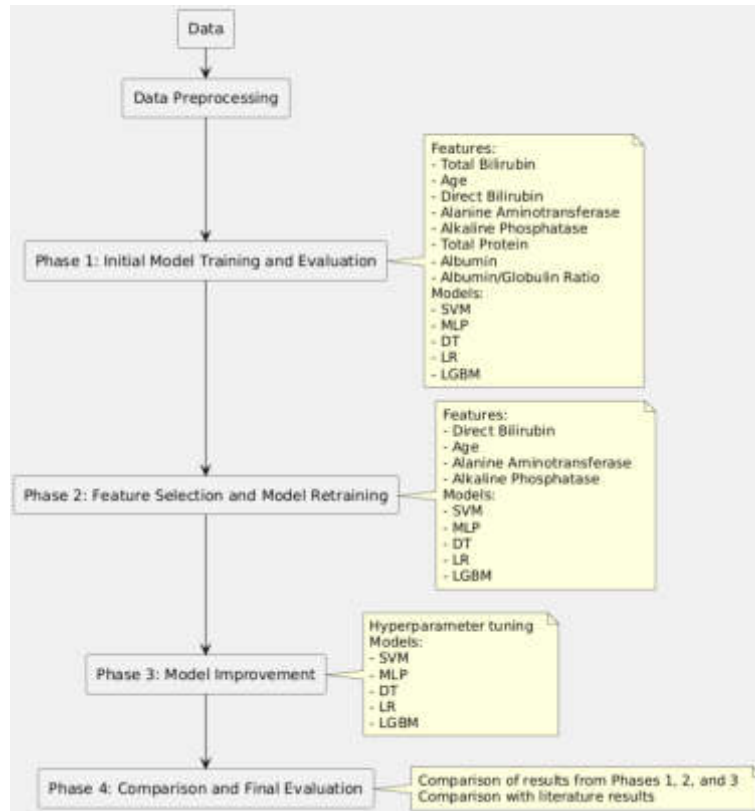 Data
Data Preprocessing
Phase 1: Initial Model Training and Evaluation
Features:
- Total Bilirubin
- Age
- Direct Bilirubin
- Alanine Aminotransferase
- Alkaline Phosphatase
- Total Protein
- Albumin
- Albumin/Globulin Ratio
Models:
- SVM
- MLP
- DT
- LR
- LGBM
Phase 2: Feature Selection and Model Retraining
Features:
- Direct Bilirubin
- Age
- Alanine Aminotransferase
- Alkaline Phosphatase
Models:
- SVM
- MLP
- DT
- LR
- LGBM
Phase 3: Model Improvement
Hyperparameter tuning
Models:
- SVM
- MLP
- DT
- LR
- LGBM
Phase 4: Comparison and Final Evaluation
Comparison of results from Phases 1, 2, and 3
Comparison with literature results